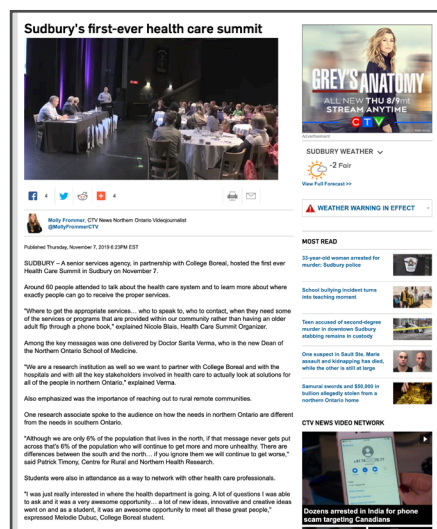 Sudbury's first-ever health care summit
4
4
Molly Frommer, CTV News Northern Ontario Videojournalist
@MollyFrommerCTV
Published Thursday, November 7, 2019 6:23PM EST
SUDBURY – A senior services agency, in partnership with College Boreal, hosted the first ever
Health Care Summit in Sudbury on November 7.
Around 60 people attended to talk about the health care system and to learn more about where
exactly people can go to receive the proper services.
"Where to get the appropriate services... who to speak to, who to contact, when they need some
of the services or programs that are provided within our community rather than having an older
adult flip through a phone book," explained Nicole Blais, Health Care Summit Organizer.
Among the key messages was one delivered by Doctor Sarita Verma, who is the new Dean of
the Northern Ontario School of Medicine.
"We are a research institution as well so we want to partner with College Boreal and with the
hospitals and with all the key stakeholders involved in health care to actually look at solutions for
all of the people in northern Ontario," explained Verma.
Also emphasized was the importance of reaching out to rural remote communities.
One research associate spoke to the audience on how the needs in northern Ontario are different
from the needs in southern Ontario.
"Although we are only 6% of the population that lives in the north, if that message never gets put
across that's 6% of the population who will continue to get more and more unhealthy. There are
differences between the south and the north... if you ignore them we will continue to get worse,"
said Patrick Timony, Centre for Rural and Northern Health Research.
Students were also in attendance as a way to network with other health care professionals.
"I was just really interested in where the health department is going. A lot of questions I was able
to ask and it was a very awesome opportunity... a lot of new ideas, innovative and creative ideas
went on and as a student, it was an awesome opportunity to meet all these great people,"
expressed Melodie Dubuc, College Boreal student.
GREY'S ANATOMY
ALL NEW THU 8/9mt
STREAM ANYTIME
CTV
Advertisement
SUDBURY WEATHER
-2 Fair
View Full Forecast >>
WEATHER WARNING IN EFFECT
MOST READ
33-year-old woman arrested for
murder: Sudbury police
School bullying incident turns
into teaching moment
Teen accused of second-degree
murder in downtown Sudbury
stabbing remains in custody
One suspect in Sault Ste. Marie
assault and kidnapping has died,
while the other is still at large
Samurai swords and $50,000 in
bullion allegedly stolen from a
northern Ontario home
CTV NEWS VIDEO NETWORK
Dozens arrested in India for phone
scam targeting Canadians